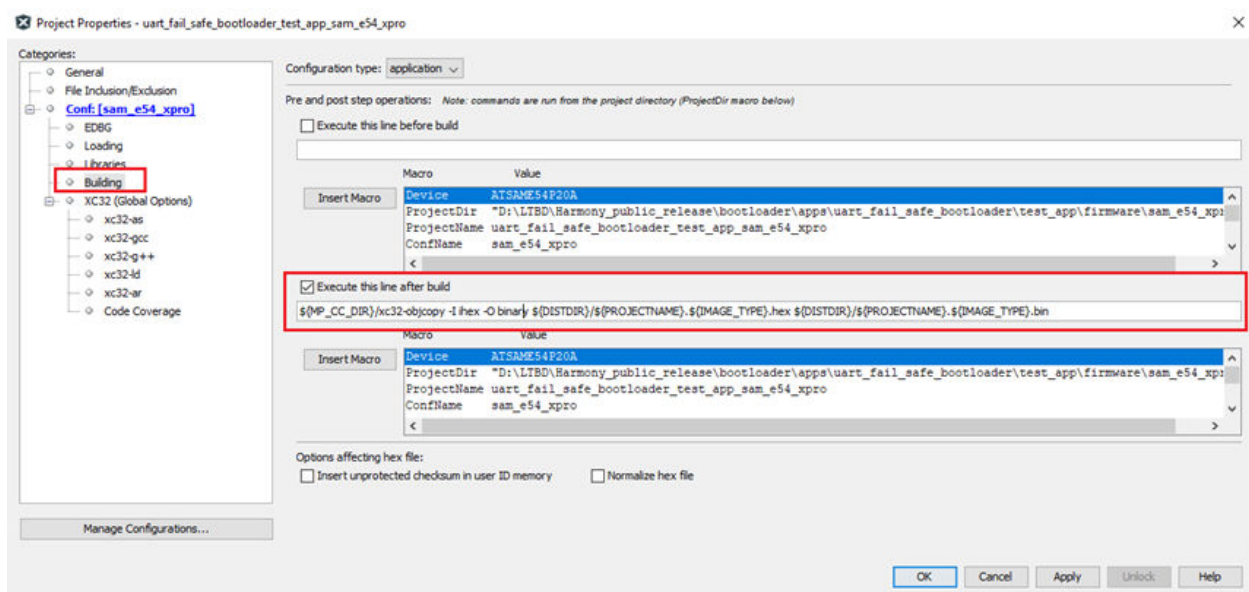 Project Properties - uart_fail_safe_bootloader_test_app_sam_e54_xpro
Categories:
General
File Inclusion/Exclusion
Conf: [sam_e54_xpro]
EDBG
Loading
Libraries
Building
XC32 (Global Options)
xc32-as
xc32-gcc
xc32-g++
xc32-ld
xc32-ar
Code Coverage
Manage Configurations...
Configuration type: application
Pre and post step operations: Note: commands are run from the project directory (ProjectDir macro below)
Execute this line before build
Macro Value
Insert Macro
Device ATSAME54P20A
ProjectDir "D:\LTBD\Harmony_public_release\bootloader\apps\uart_fail_safe_bootloader\test_app\firmware\sam_e54_xpr
ProjectName uart_fail_safe_bootloader_test_app_sam_e54_xpro
ConfName sam_e54_xpro
Execute this line after build
${MP_CC_DIR}/xc32-objcopy -I ihex -O binary ${DISTDIR}/${PROJECTNAME}.${IMAGE_TYPE}.hex ${DISTDIR}/${PROJECTNAME}.${IMAGE_TYPE}.bin
Macro Value
Insert Macro
Device ATSAME54P20A
ProjectDir "D:\LTBD\Harmony_public_release\bootloader\apps\uart_fail_safe_bootloader\test_app\firmware\sam_e54_xpr
ProjectName uart_fail_safe_bootloader_test_app_sam_e54_xpro
ConfName sam_e54_xpro
Options affecting hex file:
Insert unprotected checksum in user ID memory Normalize hex file
OK Cancel Apply Unlock Help